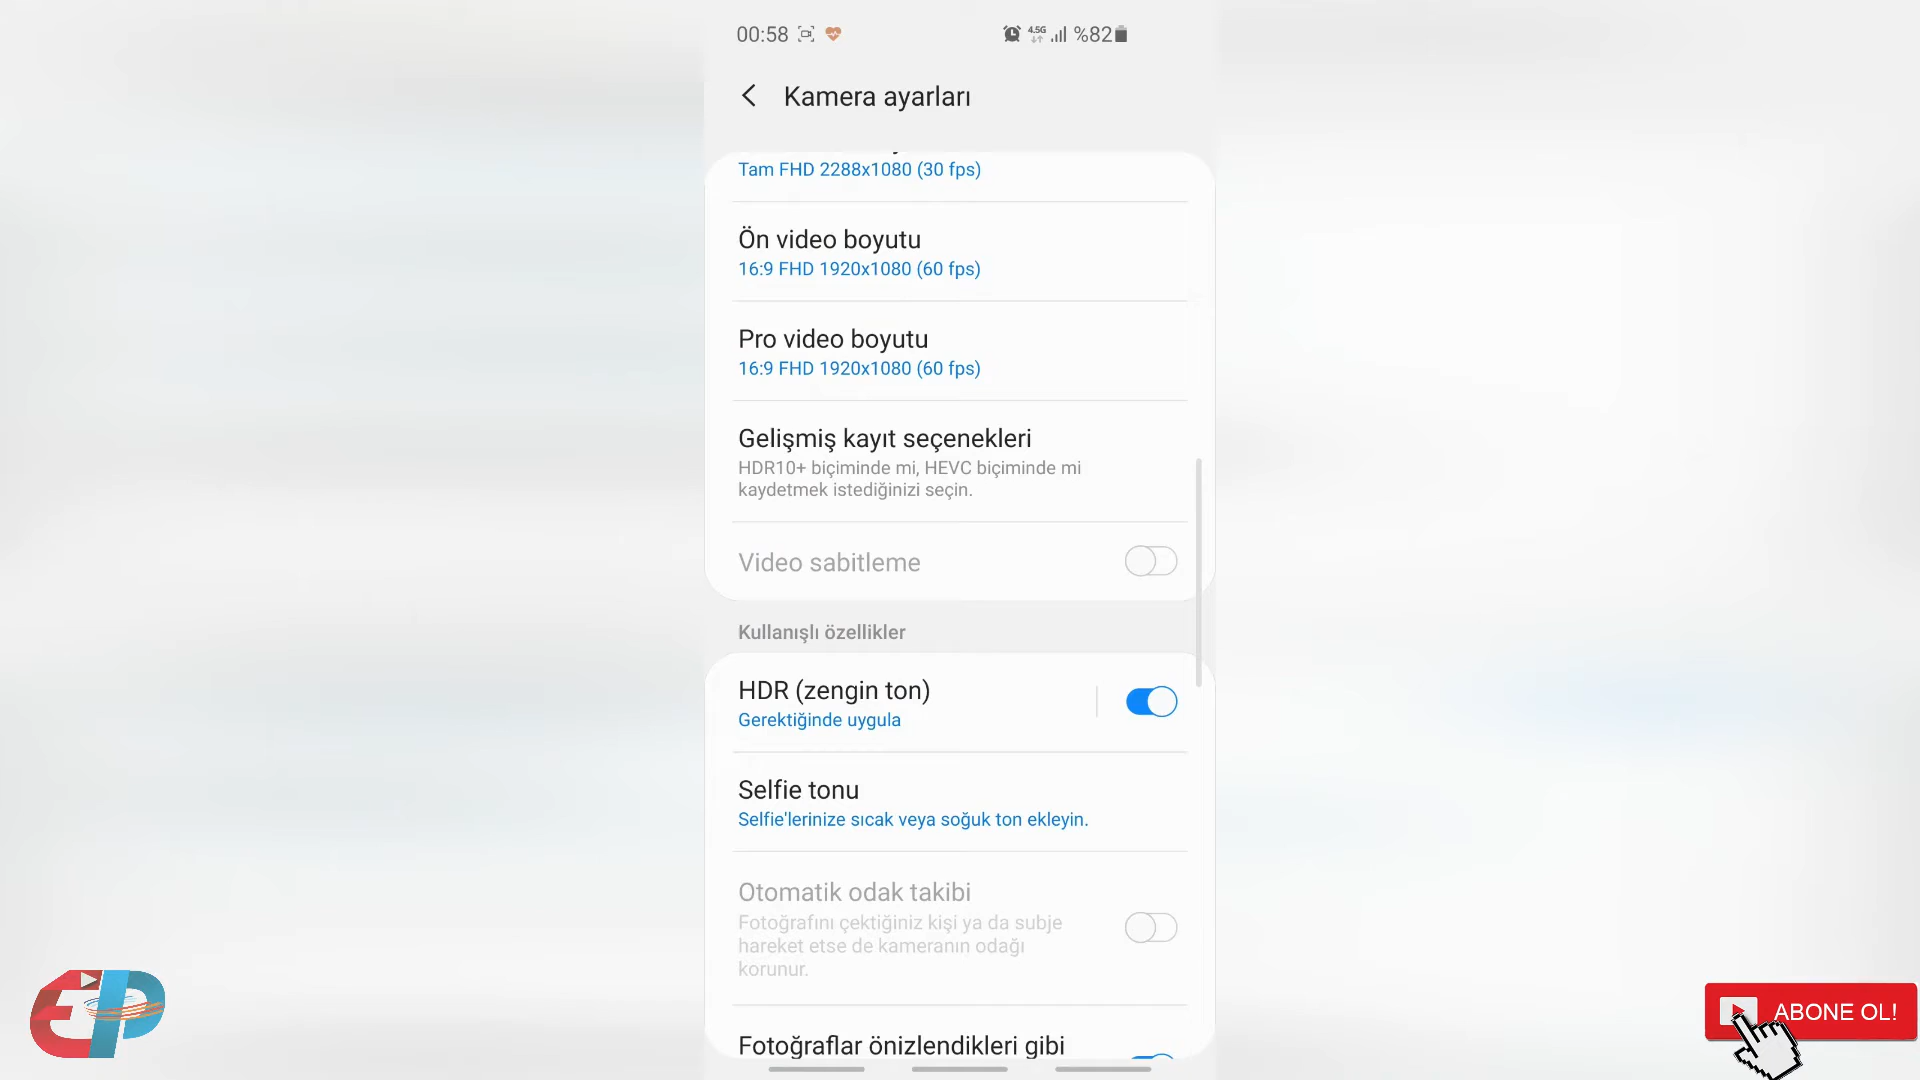 00:58 4.5G %82
Kamera ayarları
Tam FHD 2288x1080 (30 fps)
Ön video boyutu
16:9 FHD 1920x1080 (60 fps)
Pro video boyutu
16:9 FHD 1920x1080 (60 fps)
Gelişmiş kayıt seçenekleri
HDR10+ biçiminde mi, HEVC biçiminde mi
kaydetmek istediğinizi seçin.
Video sabitleme
Kullanışlı özellikler
HDR (zengin ton)
Gerektiğinde uygula
Selfie tonu
Selfie'lerinize sıcak veya soğuk ton ekleyin.
Otomatik odak takibi
Fotoğrafını çektiğiniz kişi ya da subje
hareket etse de kameranın odağı
korunur.
Fotoğraflar önizlendikleri gibi
EP
ABONE OL!